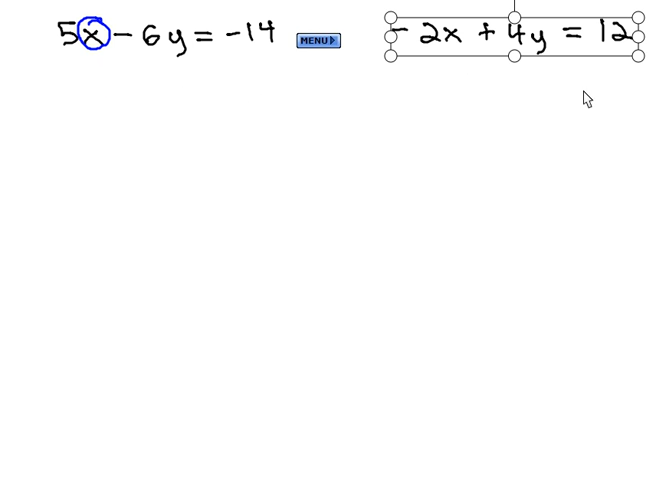 5x - 6y = -14
MENU
- 2x + 4y = 12